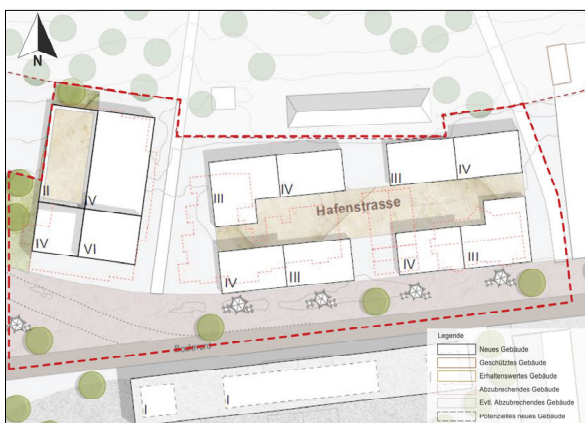 N
II
IV
III
IV
III
IV
Hafenstrasse
IV
VI
IV
III
IV
III
Boulevard
I
I
I
Legende
Neues Gebäude
Geschütztes Gebäude
Erhaltenswertes Gebäude
Abzubrechendes Gebäude
Evtl. Abzubrechendes Gebäude
Potenzielles neues Gebäude